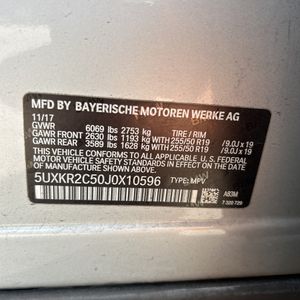 MFD BY BAYERISCHE MOTOREN WERKE AG
11/17
GVWR 6069 lbs 2753 kg TIRE / RIM
GAWR FRONT 2630 lbs 1193 kg 255/50 R19 /9.0J x 19
GAWR REAR 3589 lbs 1628 kg 255/50 R19 /9.0J x 19
THIS VEHICLE CONFORMS TO ALL APPLICABLE
FEDERAL MOTOR VEHICLE SAFETY STANDARDS IN
EFFECT ON THE DATE OF MANUFACTURE SHOWN ABOVE
5UXKR2C50J0X10596 TYPE: MPV A83M
7 322 729